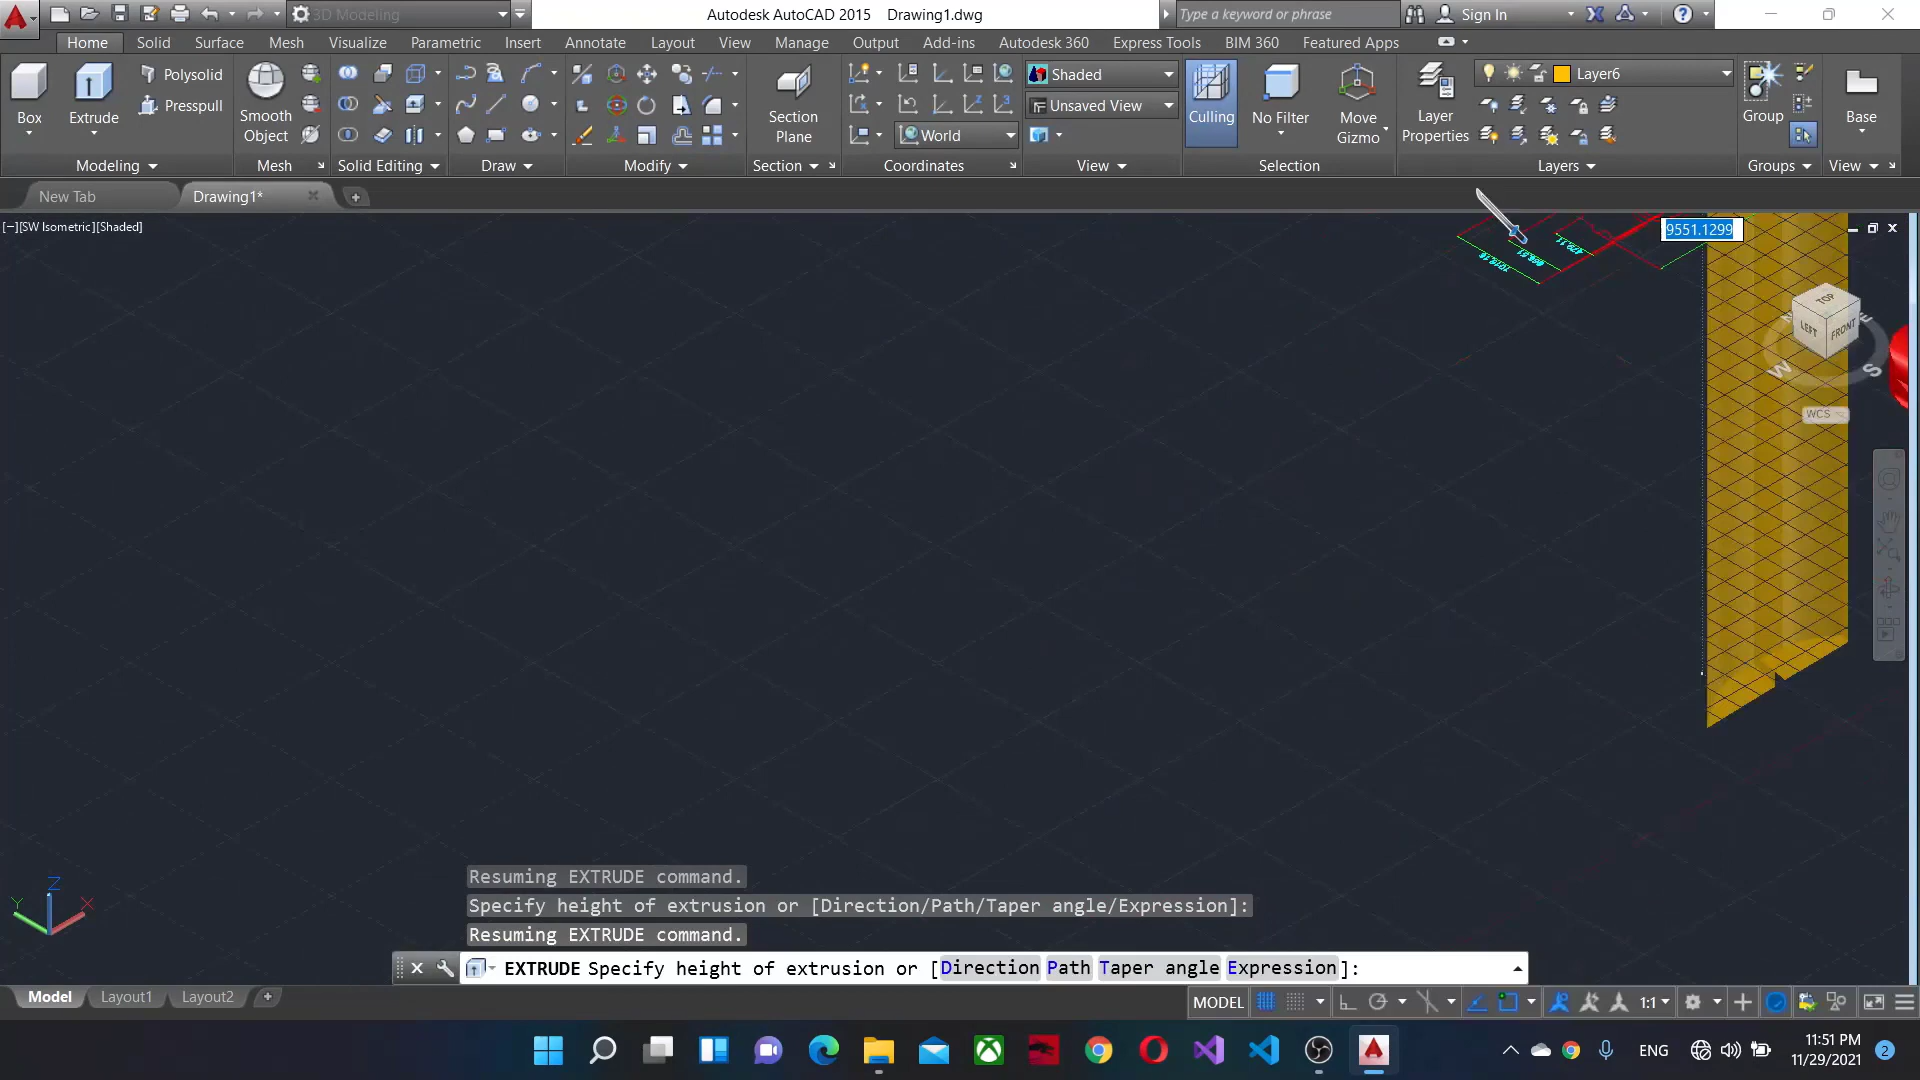 3D Modeling
Autodesk AutoCAD 2015 Drawing1.dwg
Type a keyword or phrase
Sign In
Home Solid Surface Mesh Visualize Parametric Insert Annotate Layout View Manage Output Add-ins Autodesk 360 Express Tools BIM 360 Featured Apps
Box
Extrude
Polysolid
Presspull
Smooth
Object
Section
Plane
Shaded
Unsaved View
World
Culling
No Filter
Move
Gizmo
Layer
Properties
Layer6
Group
Base
Modeling Mesh Solid Editing Draw Modify Section Coordinates View Selection Layers Groups View
New Tab Drawing1*
[−][SW Isometric][Shaded]
9551.1299
TOP
LEFT FRONT
W S
WCS
Z
Y X
Resuming EXTRUDE command.
Specify height of extrusion or [Direction/Path/Taper angle/Expression]:
Resuming EXTRUDE command.
EXTRUDE Specify height of extrusion or [Direction Path Taper angle Expression]:
Model Layout1 Layout2
MODEL 1:1
ENG
11:51 PM
11/29/2021
2